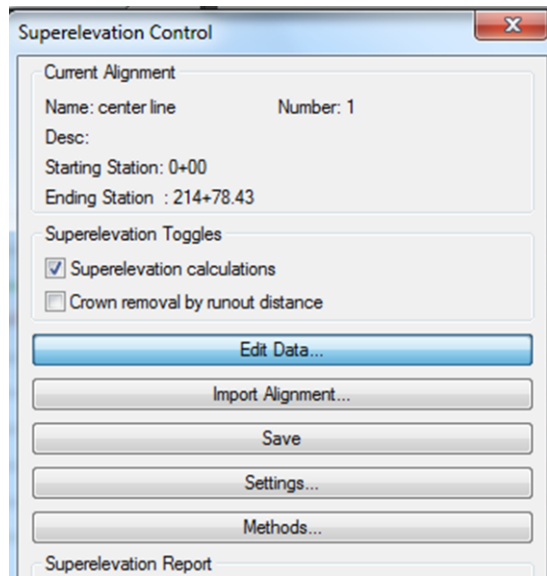 Superelevation Control
Current Alignment
Name: center line Number: 1
Desc:
Starting Station: 0+00
Ending Station : 214+78.43
Superelevation Toggles
Superelevation calculations
Crown removal by runout distance
Edit Data...
Import Alignment...
Save
Settings...
Methods...
Superelevation Report